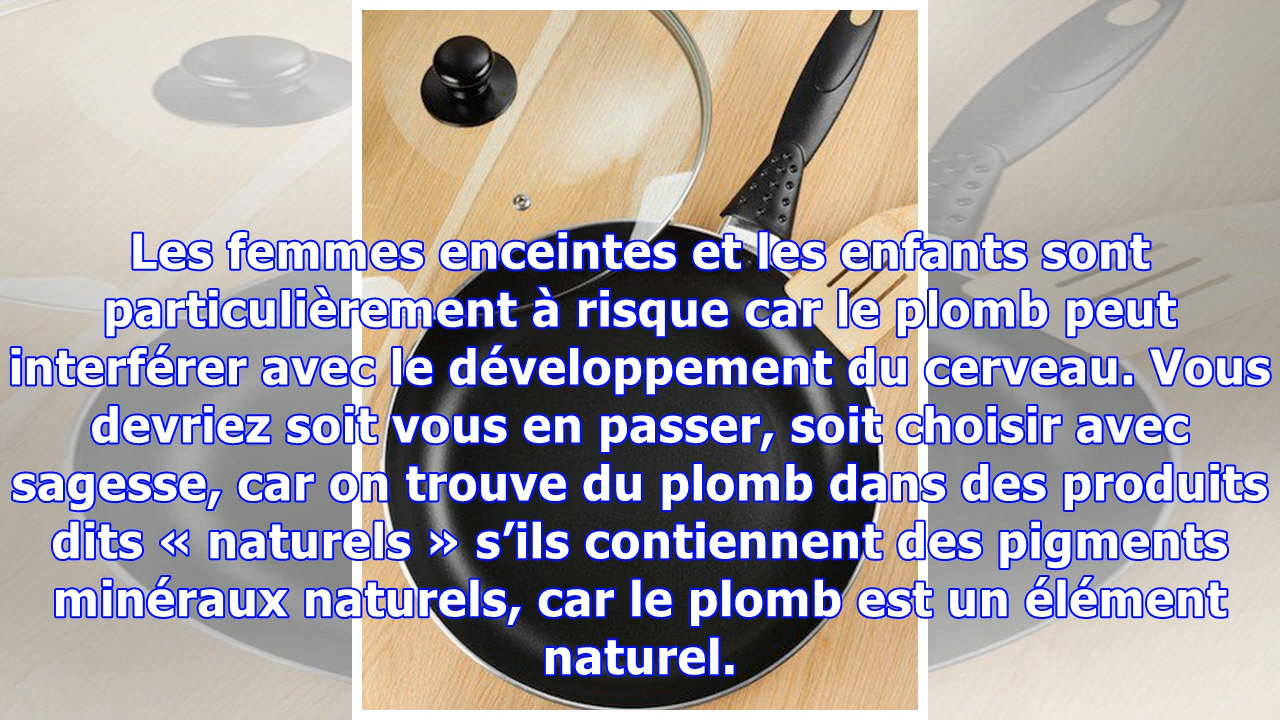 Les femmes enceintes et les enfants sont
particulièrement à risque car le plomb peut
interférer avec le développement du cerveau. Vous
devriez soit vous en passer, soit choisir avec
sagesse, car on trouve du plomb dans des produits
dits « naturels » s’ils contiennent des pigments
minéraux naturels, car le plomb est un élément
naturel.